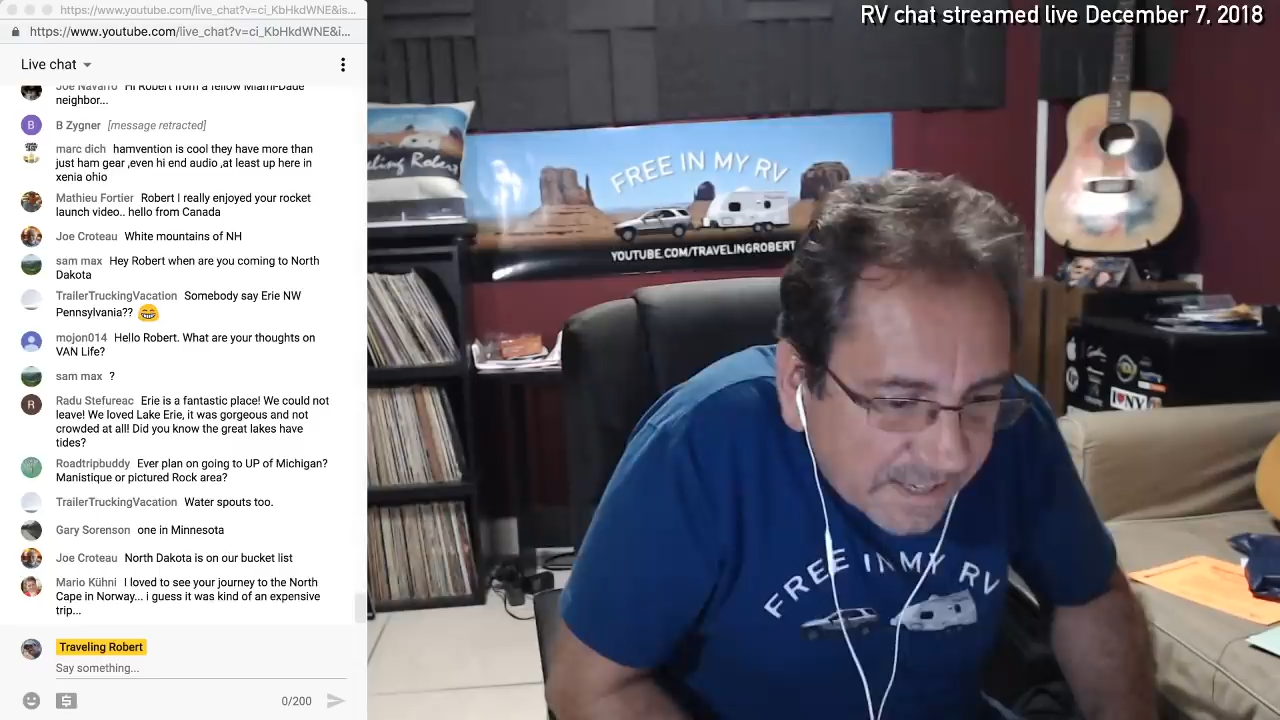 RV chat streamed live December 7, 2018
https://www.youtube.com/live_chat?v=ci_KbHkdWNE&is...
https://www.youtube.com/live_chat?v=ci_KbHkdWNE&i...
Live chat
Joe Navarro Hi Robert from a fellow Miami-Dade
neighbor...
B
B Zygner [message retracted]
marc dich hamvention is cool they have more than
just ham gear ,even hi end audio ,at least up here in
xenia ohio
Mathieu Fortier Robert I really enjoyed your rocket
launch video.. hello from Canada
Joe Croteau White mountains of NH
sam max Hey Robert when are you coming to North
Dakota
TrailerTruckingVacation Somebody say Erie NW
Pennsylvania?? 😁
mojon014 Hello Robert. What are your thoughts on
VAN Life?
sam max ?
R
Radu Stefureac Erie is a fantastic place! We could not
leave! We loved Lake Erie, it was gorgeous and not
crowded at all! Did you know the great lakes have
tides?
Roadtripbuddy Ever plan on going to UP of Michigan?
Manistique or pictured Rock area?
TrailerTruckingVacation Water spouts too.
Gary Sorenson one in Minnesota
Joe Croteau North Dakota is on our bucket list
Mario Kühni I loved to see your journey to the North
Cape in Norway... i guess it was kind of an expensive
trip...
Traveling Robert
Say something...
0/200
eling Robert
FREE IN MY RV
YOUTUBE.COM/TRAVELINGROBERT
FREE IN MY RV
I NY